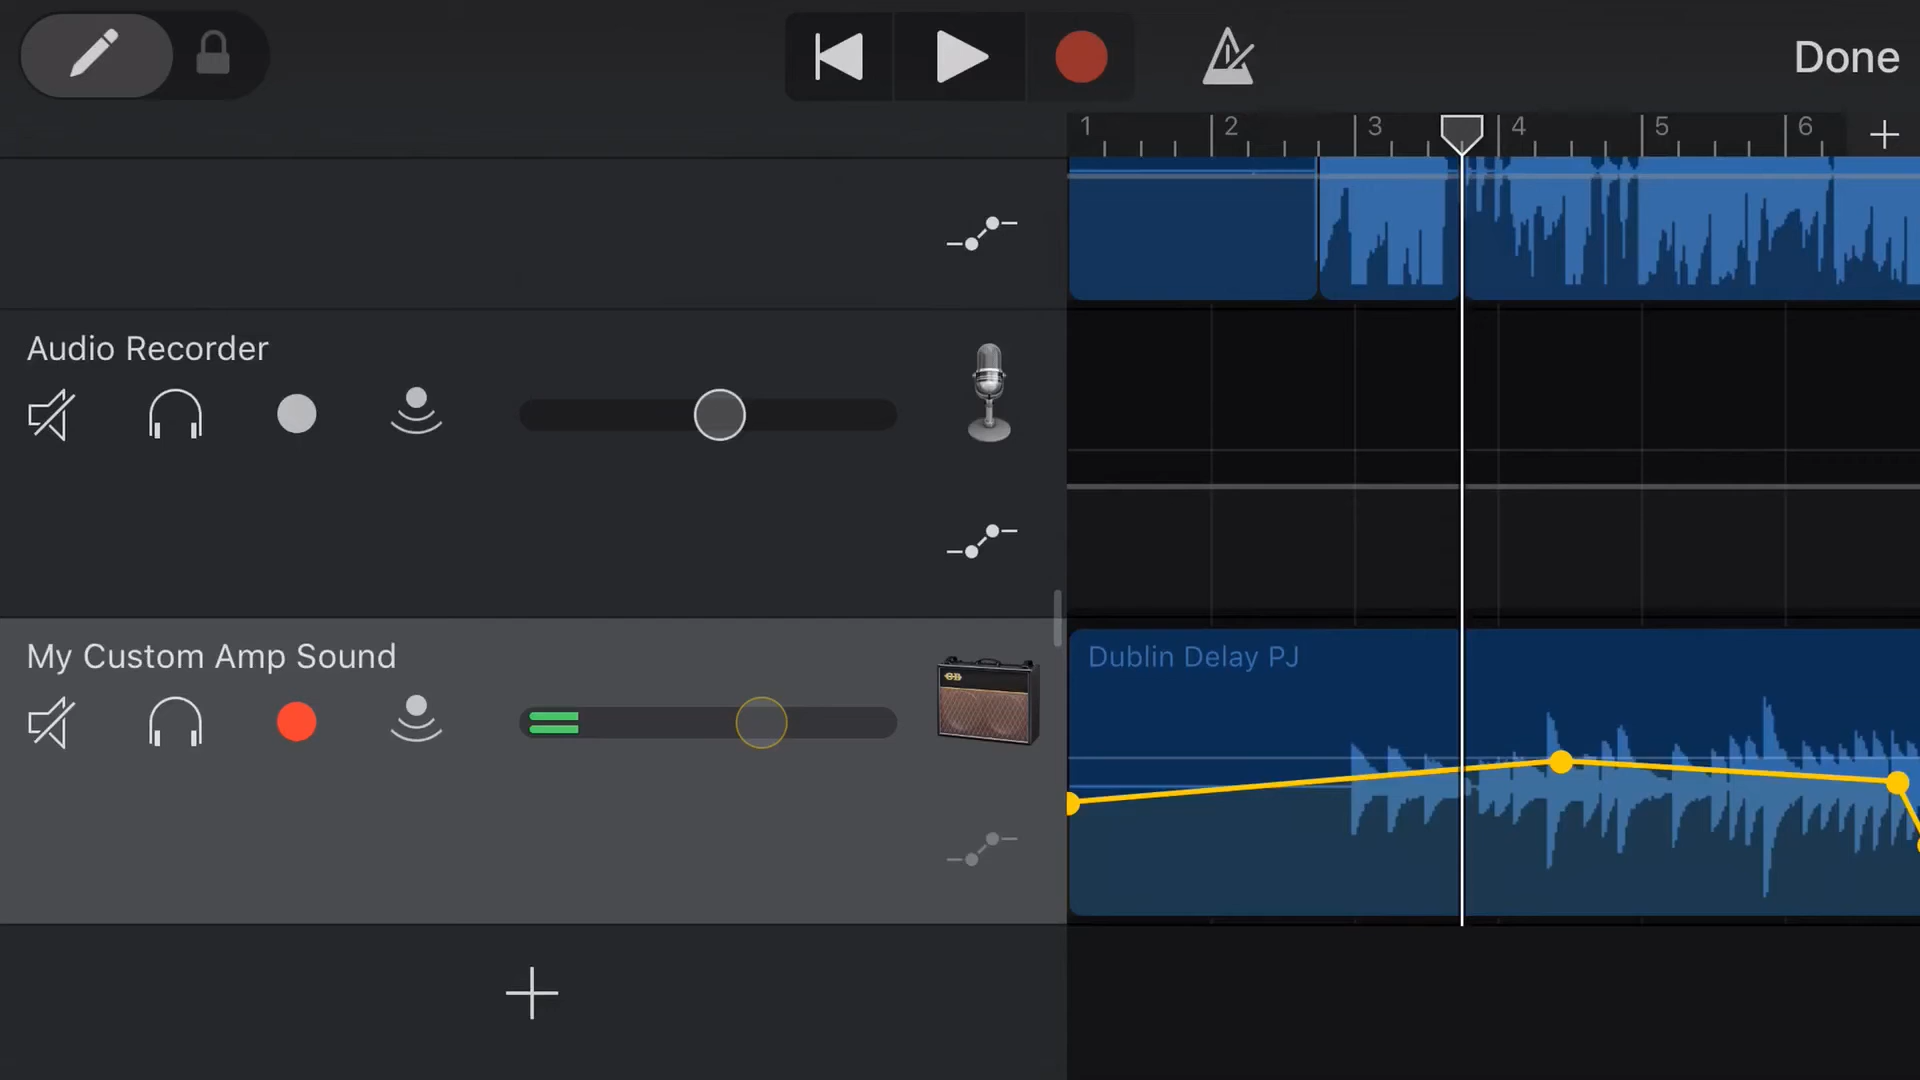 Done
1 2 3 4 5 6
Audio Recorder
My Custom Amp Sound
Dublin Delay PJ